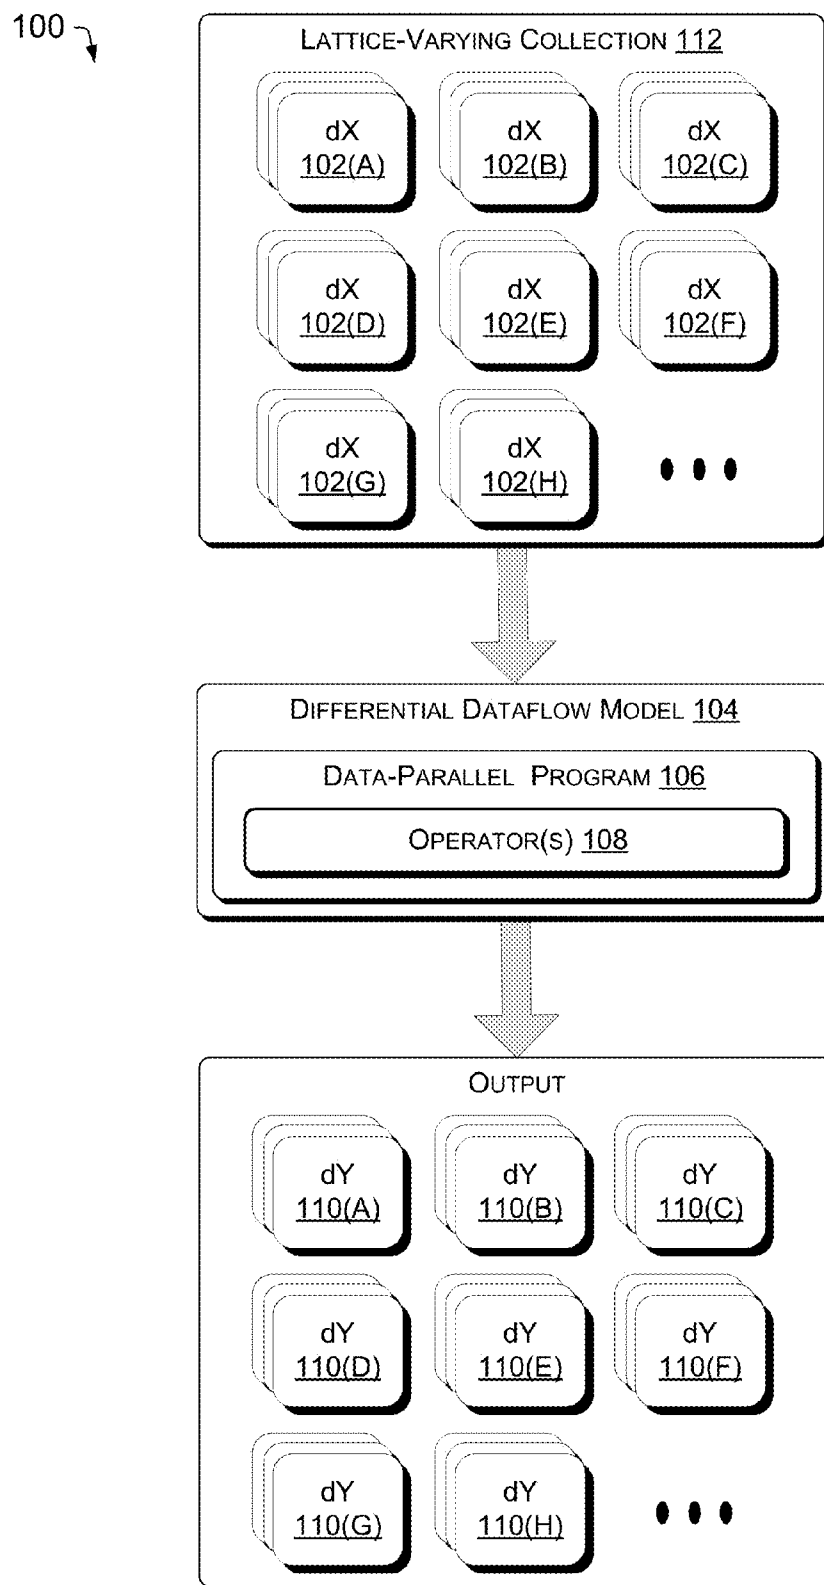 100
LATTICE-VARYING COLLECTION 112
dX
102(A)
dX
102(B)
dX
102(C)
dX
102(D)
dX
102(E)
dX
102(F)
dX
102(G)
dX
102(H)
DIFFERENTIAL DATAFLOW MODEL 104
DATA-PARALLEL PROGRAM 106
OPERATOR(S) 108
OUTPUT
dY
110(A)
dY
110(B)
dY
110(C)
dY
110(D)
dY
110(E)
dY
110(F)
dY
110(G)
dY
110(H)